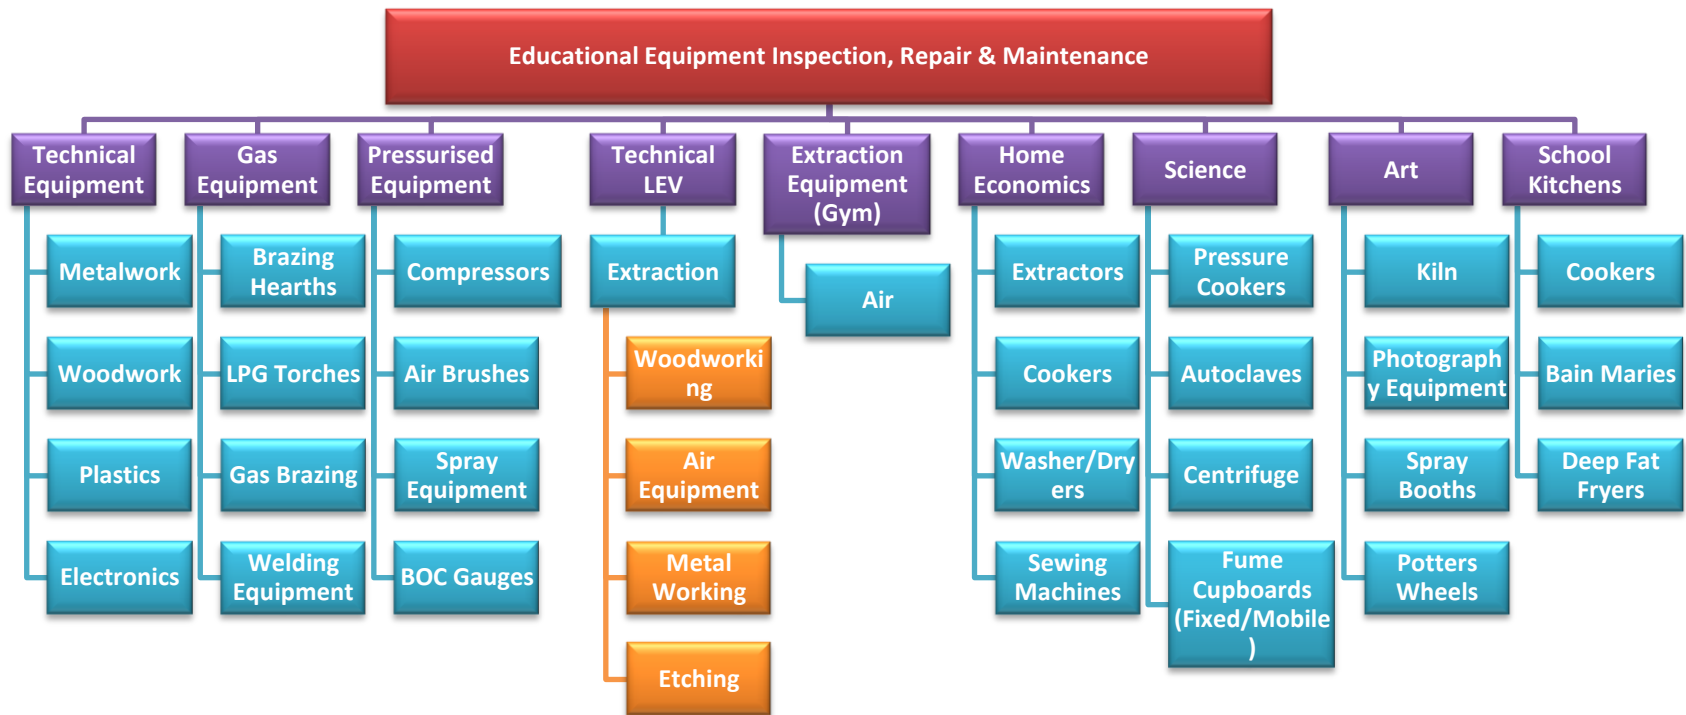 Educational Equipment Inspection, Repair & Maintenance
Technical
Equipment
Metalwork
Woodwork
Plastics
Electronics
Gas
Equipment
Brazing
Hearths
LPG Torches
Gas Brazing
Welding
Equipment
Pressurised
Equipment
Compressors
Air Brushes
Spray
Equipment
BOC Gauges
Technical
LEV
Extraction
Woodworki
ng
Air
Equipment
Metal
Working
Etching
Extraction
Equipment
(Gym)
Air
Home
Economics
Extractors
Cookers
Washer/Dry
ers
Sewing
Machines
Science
Pressure
Cookers
Autoclaves
Centrifuge
Fume
Cupboards
(Fixed/Mobile
)
Art
Kiln
Photograph
y Equipment
Spray
Booths
Potters
Wheels
School
Kitchens
Cookers
Bain Maries
Deep Fat
Fryers